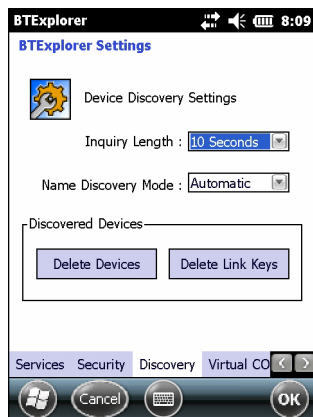 BTExplorer 8:09
BTExplorer Settings
Device Discovery Settings
Inquiry Length : 10 Seconds
Name Discovery Mode : Automatic
Discovered Devices
Delete Devices Delete Link Keys
Services Security Discovery Virtual CO
Cancel OK